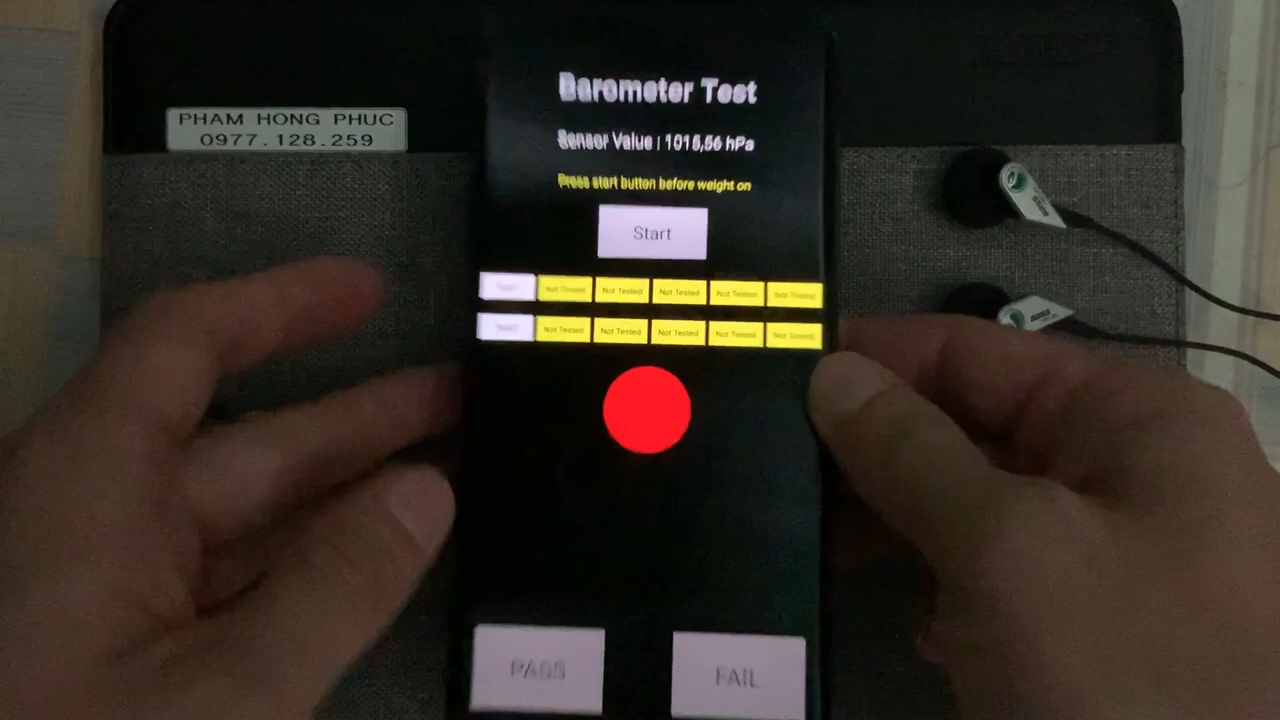 PHAM HONG PHUC
0977.128.259
Barometer Test
Sensor Value : 1015,56 hPa
Press start button before weight on
Start
Not Tested Not Tested Not Tested Not Tested Not Tested
Not Tested Not Tested Not Tested Not Tested Not Tested
PASS FAIL